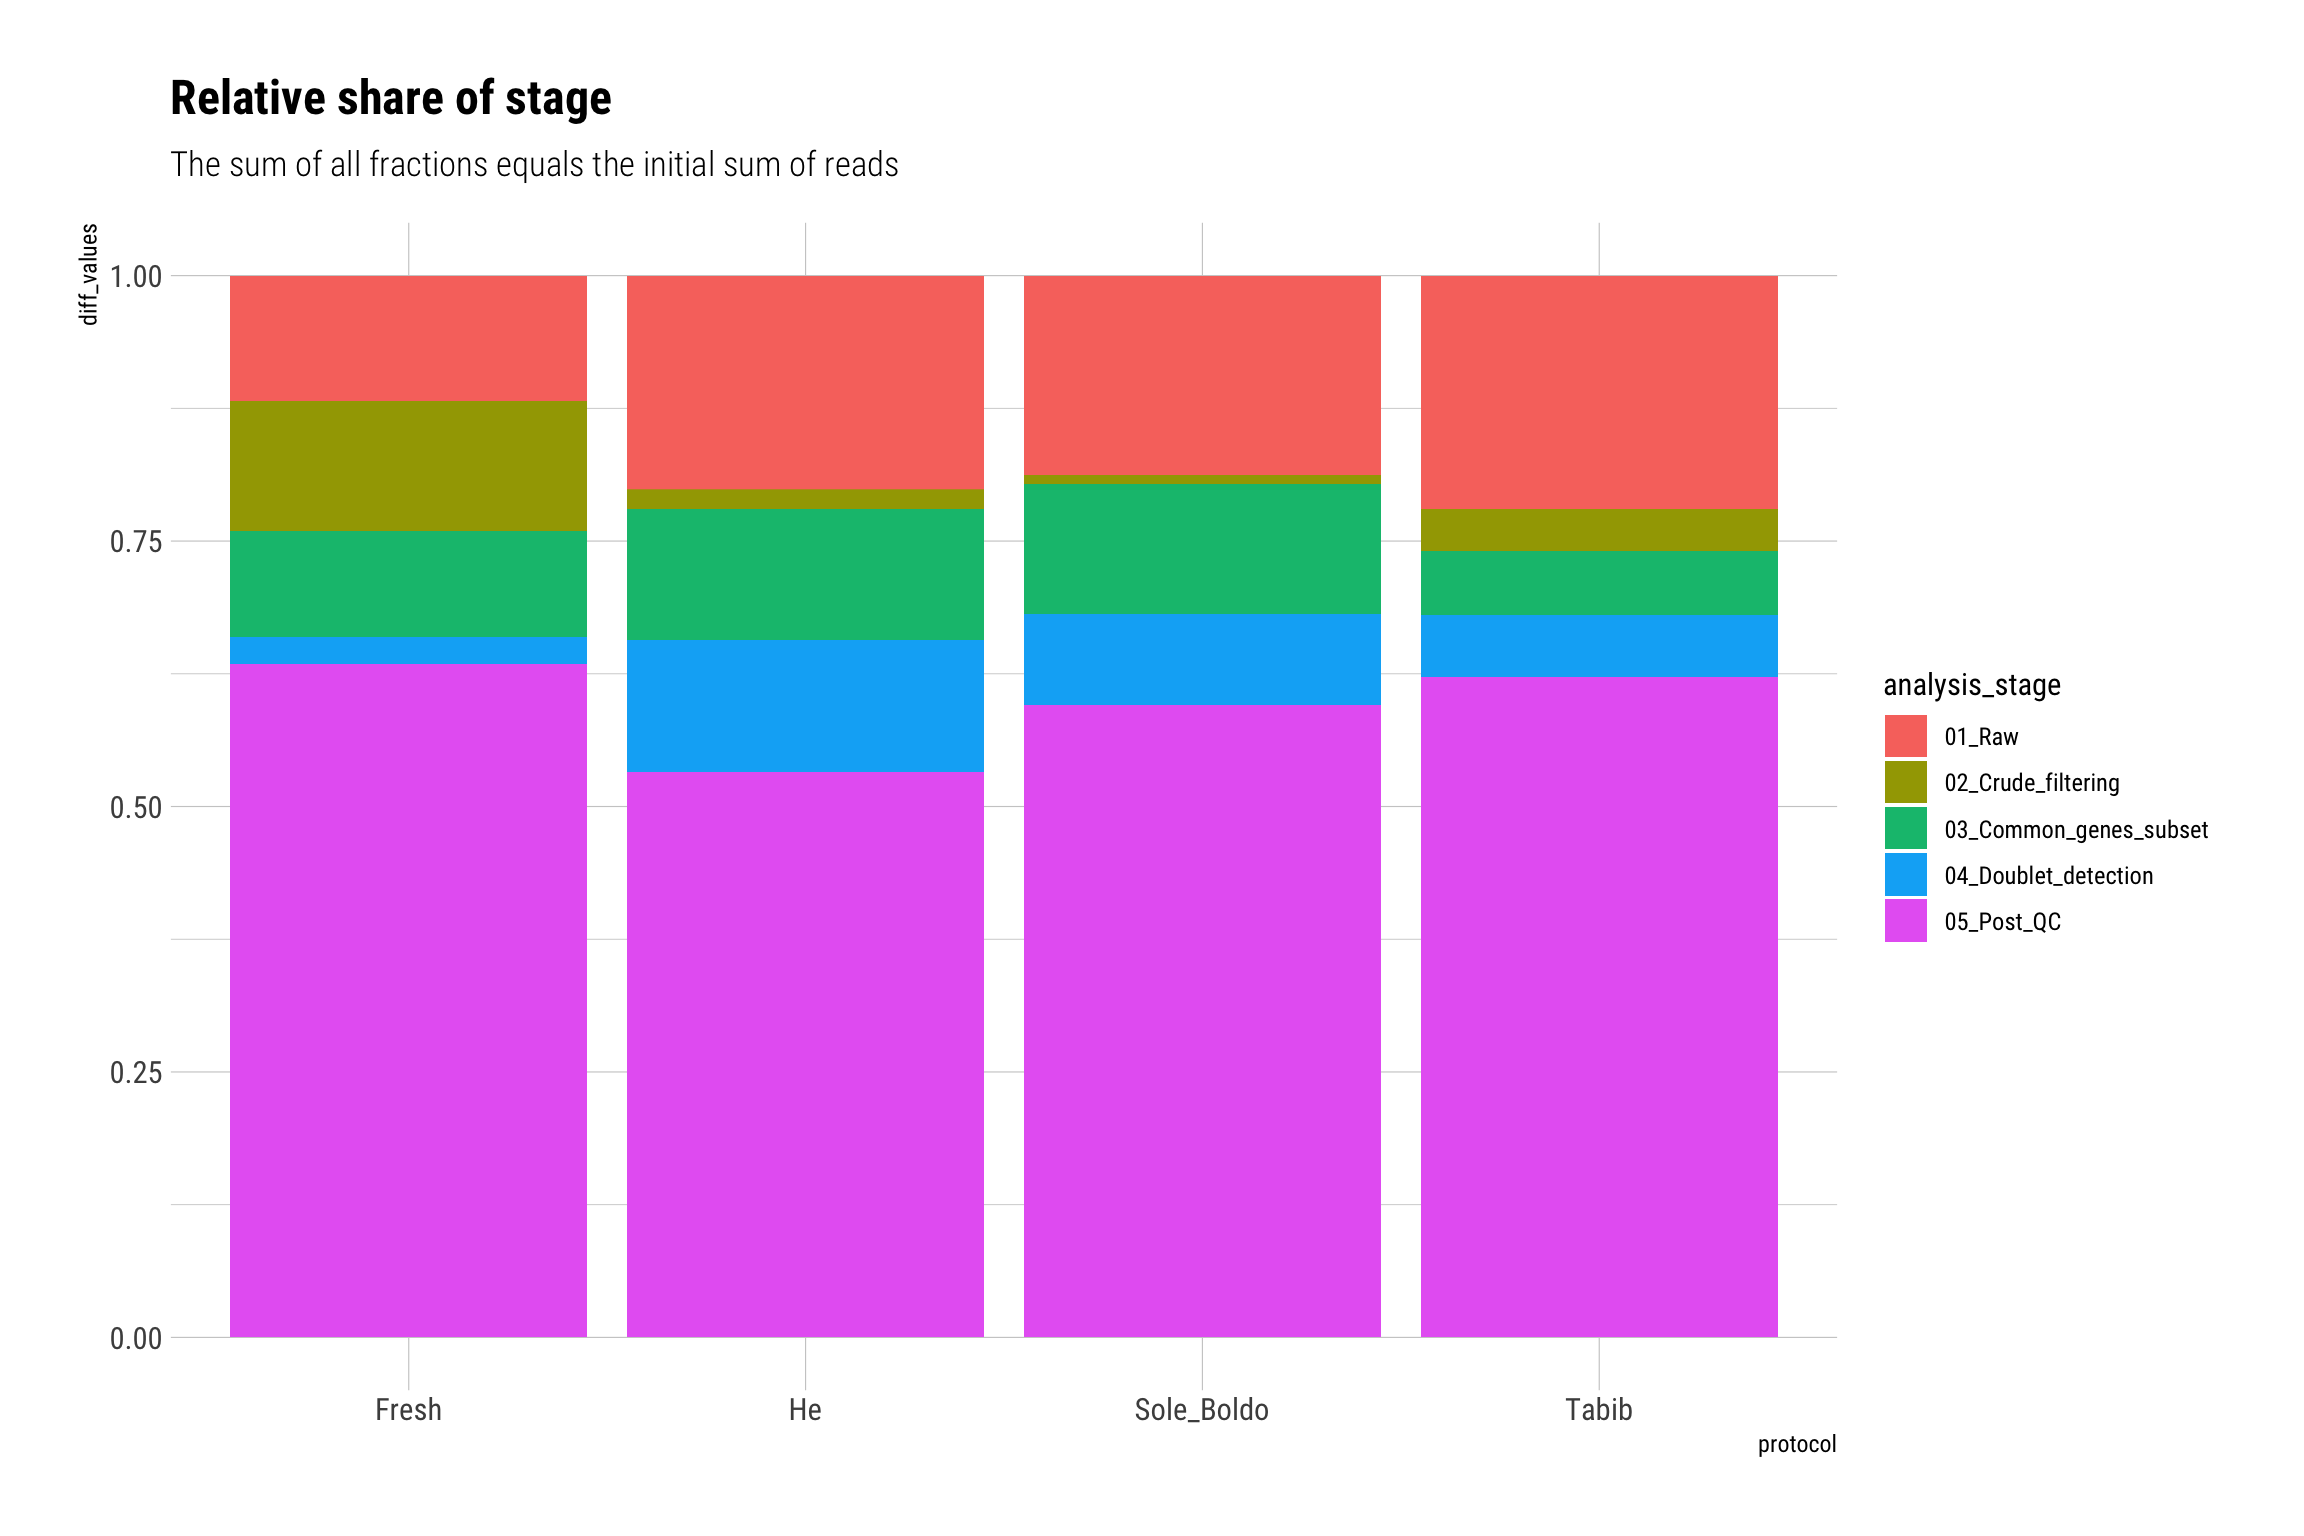 Relative share of stage
The sum of all fractions equals the initial sum of reads
diff_values
1.00
0.75
0.50
0.25
0.00
Fresh
He
Sole_Boldo
Tabib
protocol
analysis_stage
01_Raw
02_Crude_filtering
03_Common_genes_subset
04_Doublet_detection
05_Post_QC